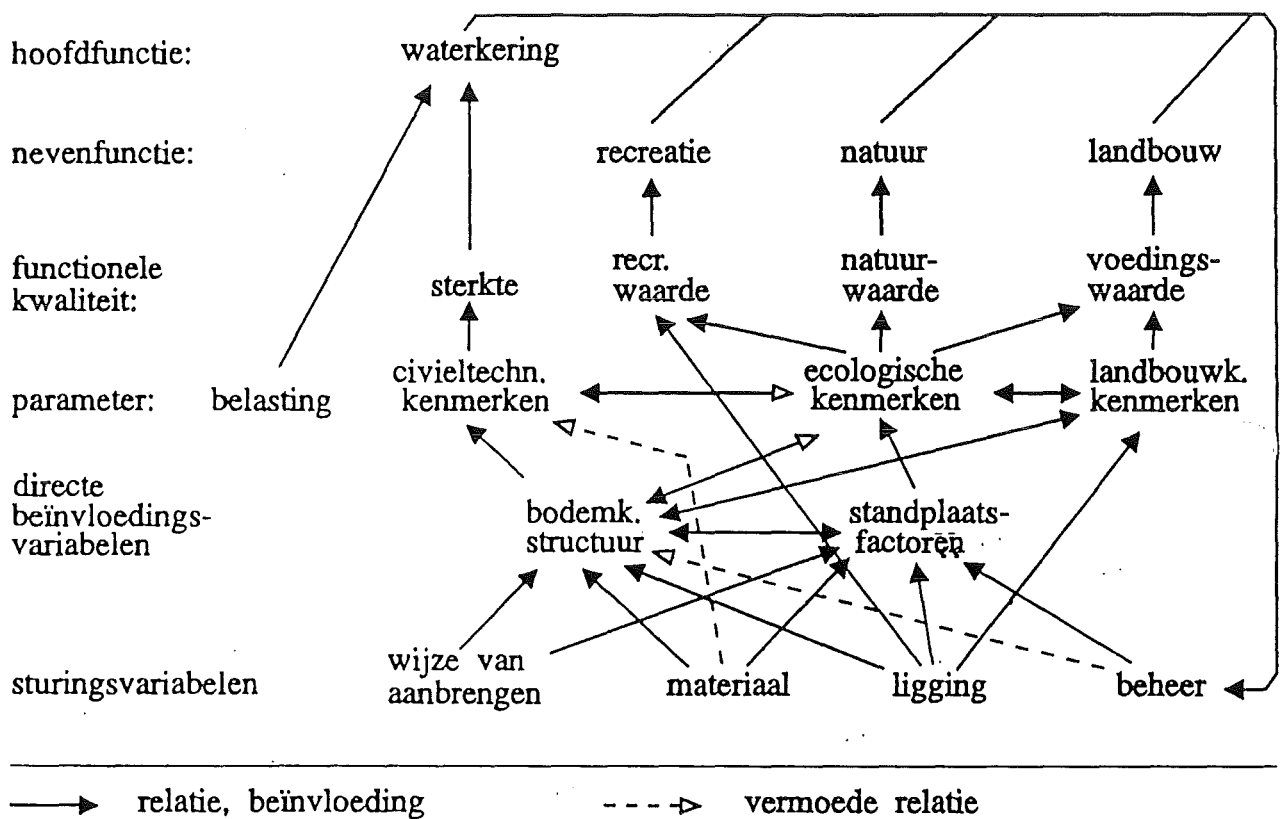 hoofdfunctie: waterkering
nevenfunctie: recreatie natuur landbouw
functionele kwaliteit: sterkte
recr. waarde
natuur-
waarde
voedings-
waarde
parameter: belasting
civieltechn.
kenmerken
ecologische
kenmerken
landbouwk.
kenmerken
directe
beïnvloedings-
variabelen
bodemk.
structuur
standplaats-
factoren
sturingsvariabelen
wijze van
aanbrengen
materiaal ligging beheer
relatie, beïnvloeding vermoede relatie